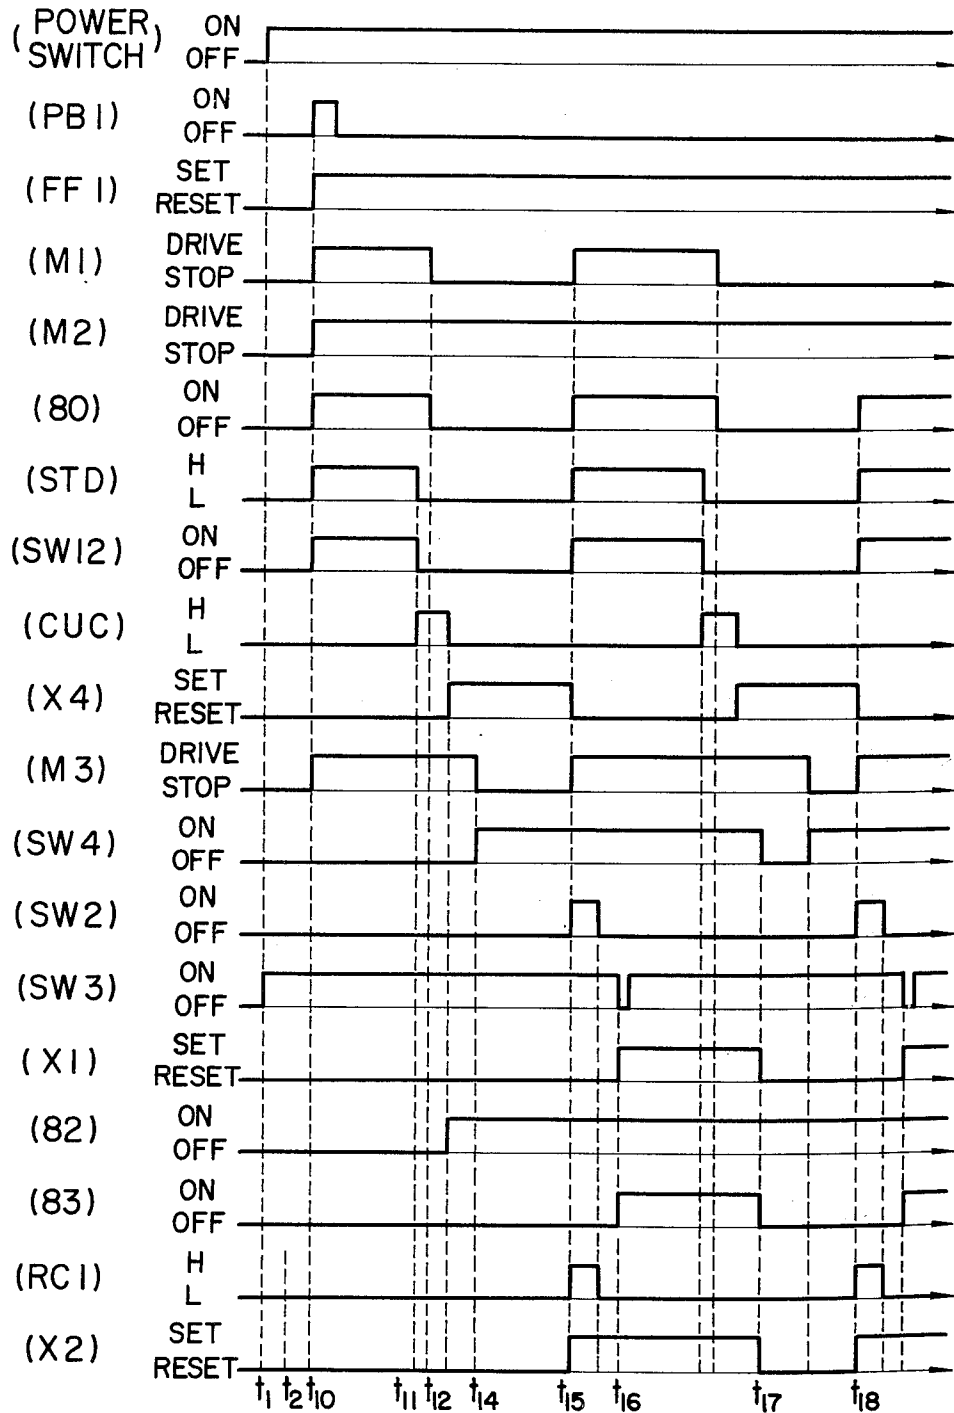 (POWER SWITCH) ON
OFF
(PB1) ON
OFF
(FF1) SET
RESET
(M1) DRIVE
STOP
(M2) DRIVE
STOP
(80) ON
OFF
(STD) H
L
(SW12) ON
OFF
(CUC) H
L
(X4) SET
RESET
(M3) DRIVE
STOP
(SW4) ON
OFF
(SW2) ON
OFF
(SW3) ON
OFF
(X1) SET
RESET
(82) ON
OFF
(83) ON
OFF
(RC1) H
L
(X2) SET
RESET
t1 t2 t10 t11 t12 t14 t15 t16 t17 t18